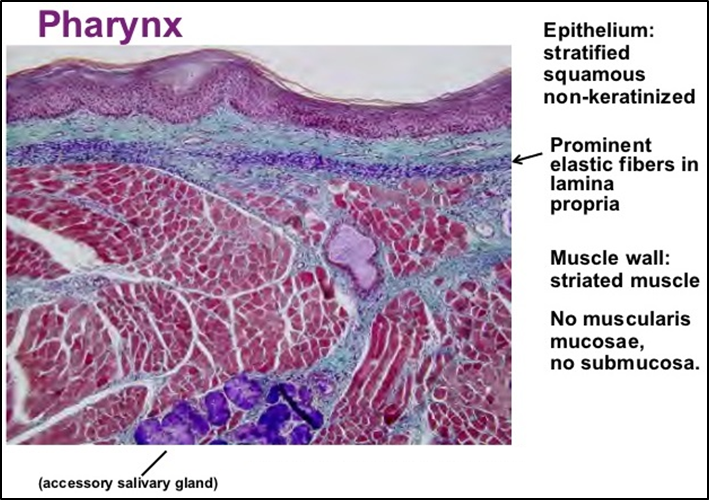 Pharynx
Epithelium:
stratified
squamous
non-keratinized
Prominent
elastic fibers in
lamina
propria
Muscle wall:
striated muscle
No muscularis
mucosae,
no submucosa.
(accessory salivary gland)